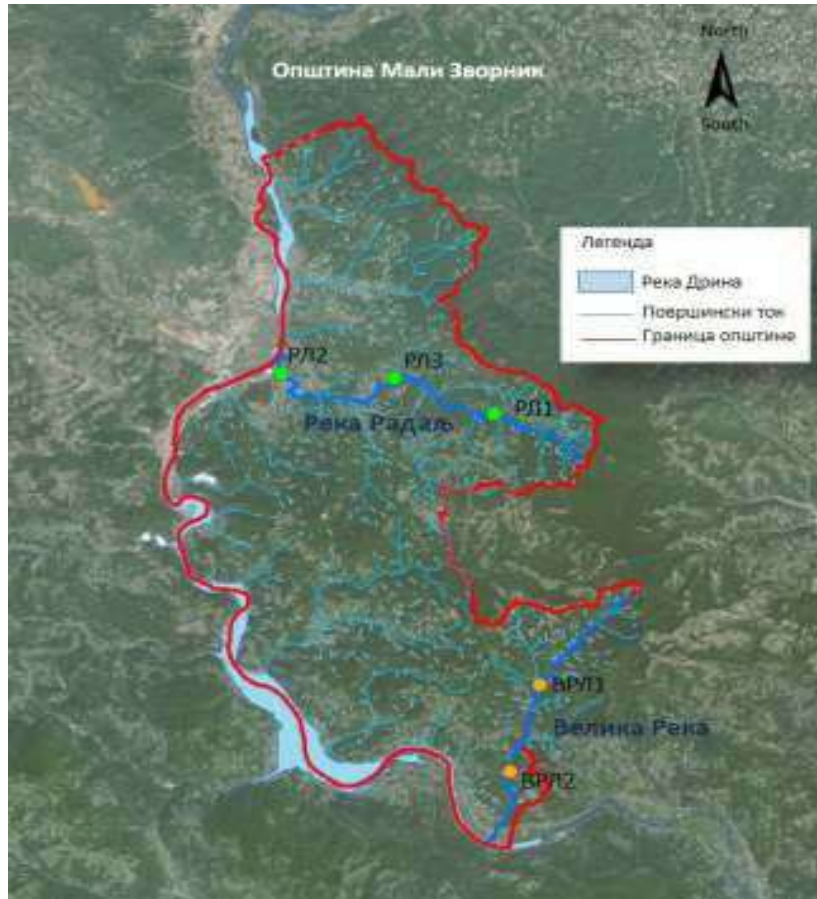 North
Општина Мали Зворник
South
Легенда
Река Дрина
Површински ток
Граница општине
РЛ2
РЛ3
РЛ1
Река Радаљ
ВРЛ1
Велика Река
ВРЛ2